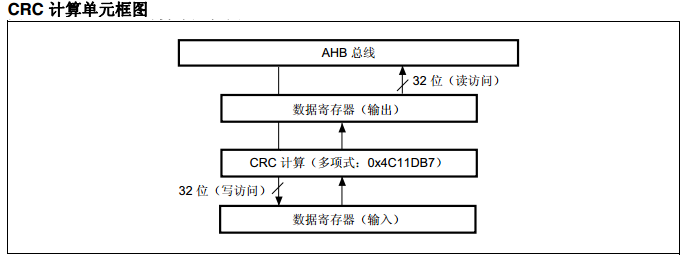 CRC 计算单元框图
AHB 总线
32 位（读访问）
数据寄存器（输出）
CRC 计算（多项式：0x4C11DB7）
32 位（写访问）
数据寄存器（输入）